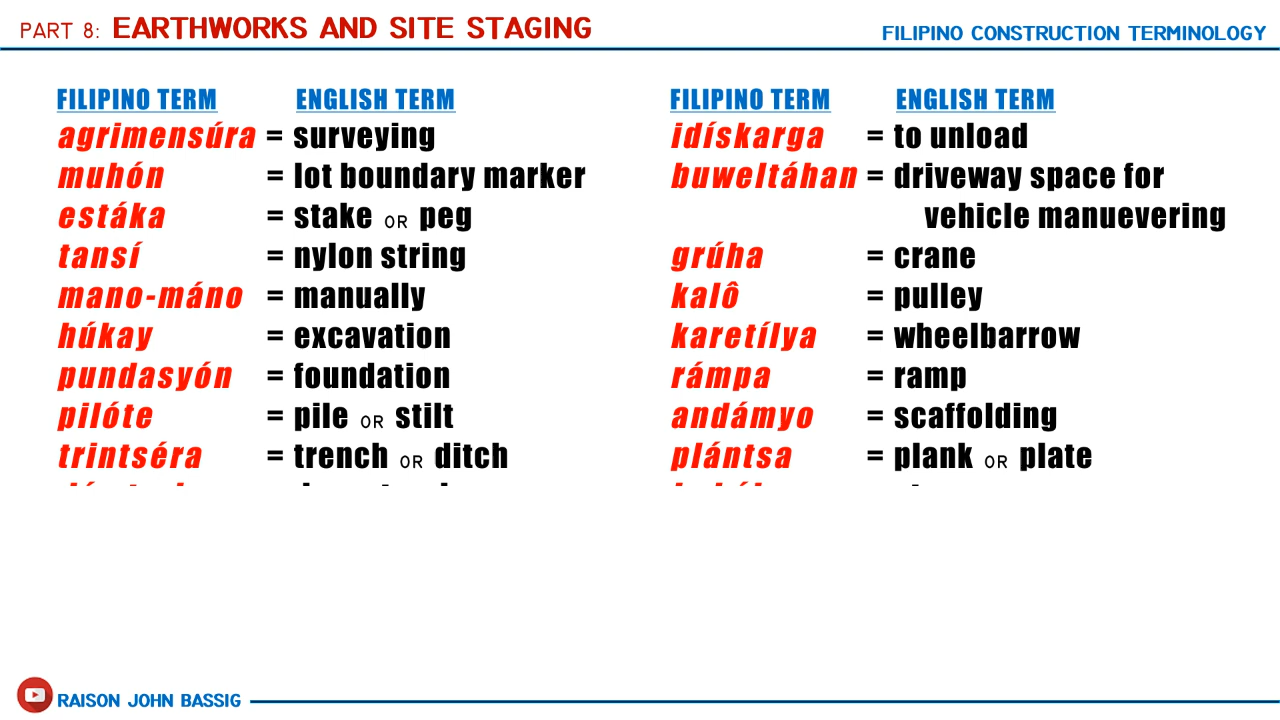 PART 8: EARTHWORKS AND SITE STAGING
FILIPINO CONSTRUCTION TERMINOLOGY
FILIPINO TERM ENGLISH TERM
agrimensúra = surveying
muhón = lot boundary marker
estáka = stake OR peg
tansí = nylon string
mano-máno = manually
húkay = excavation
pundasyón = foundation
pilóte = pile OR stilt
trintséra = trench OR ditch
FILIPINO TERM ENGLISH TERM
idískarga = to unload
buweltáhan = driveway space for
vehicle manuevering
grúha = crane
kalô = pulley
karetílya = wheelbarrow
rámpa = ramp
andámyo = scaffolding
plántsa = plank OR plate
RAISON JOHN BASSIG